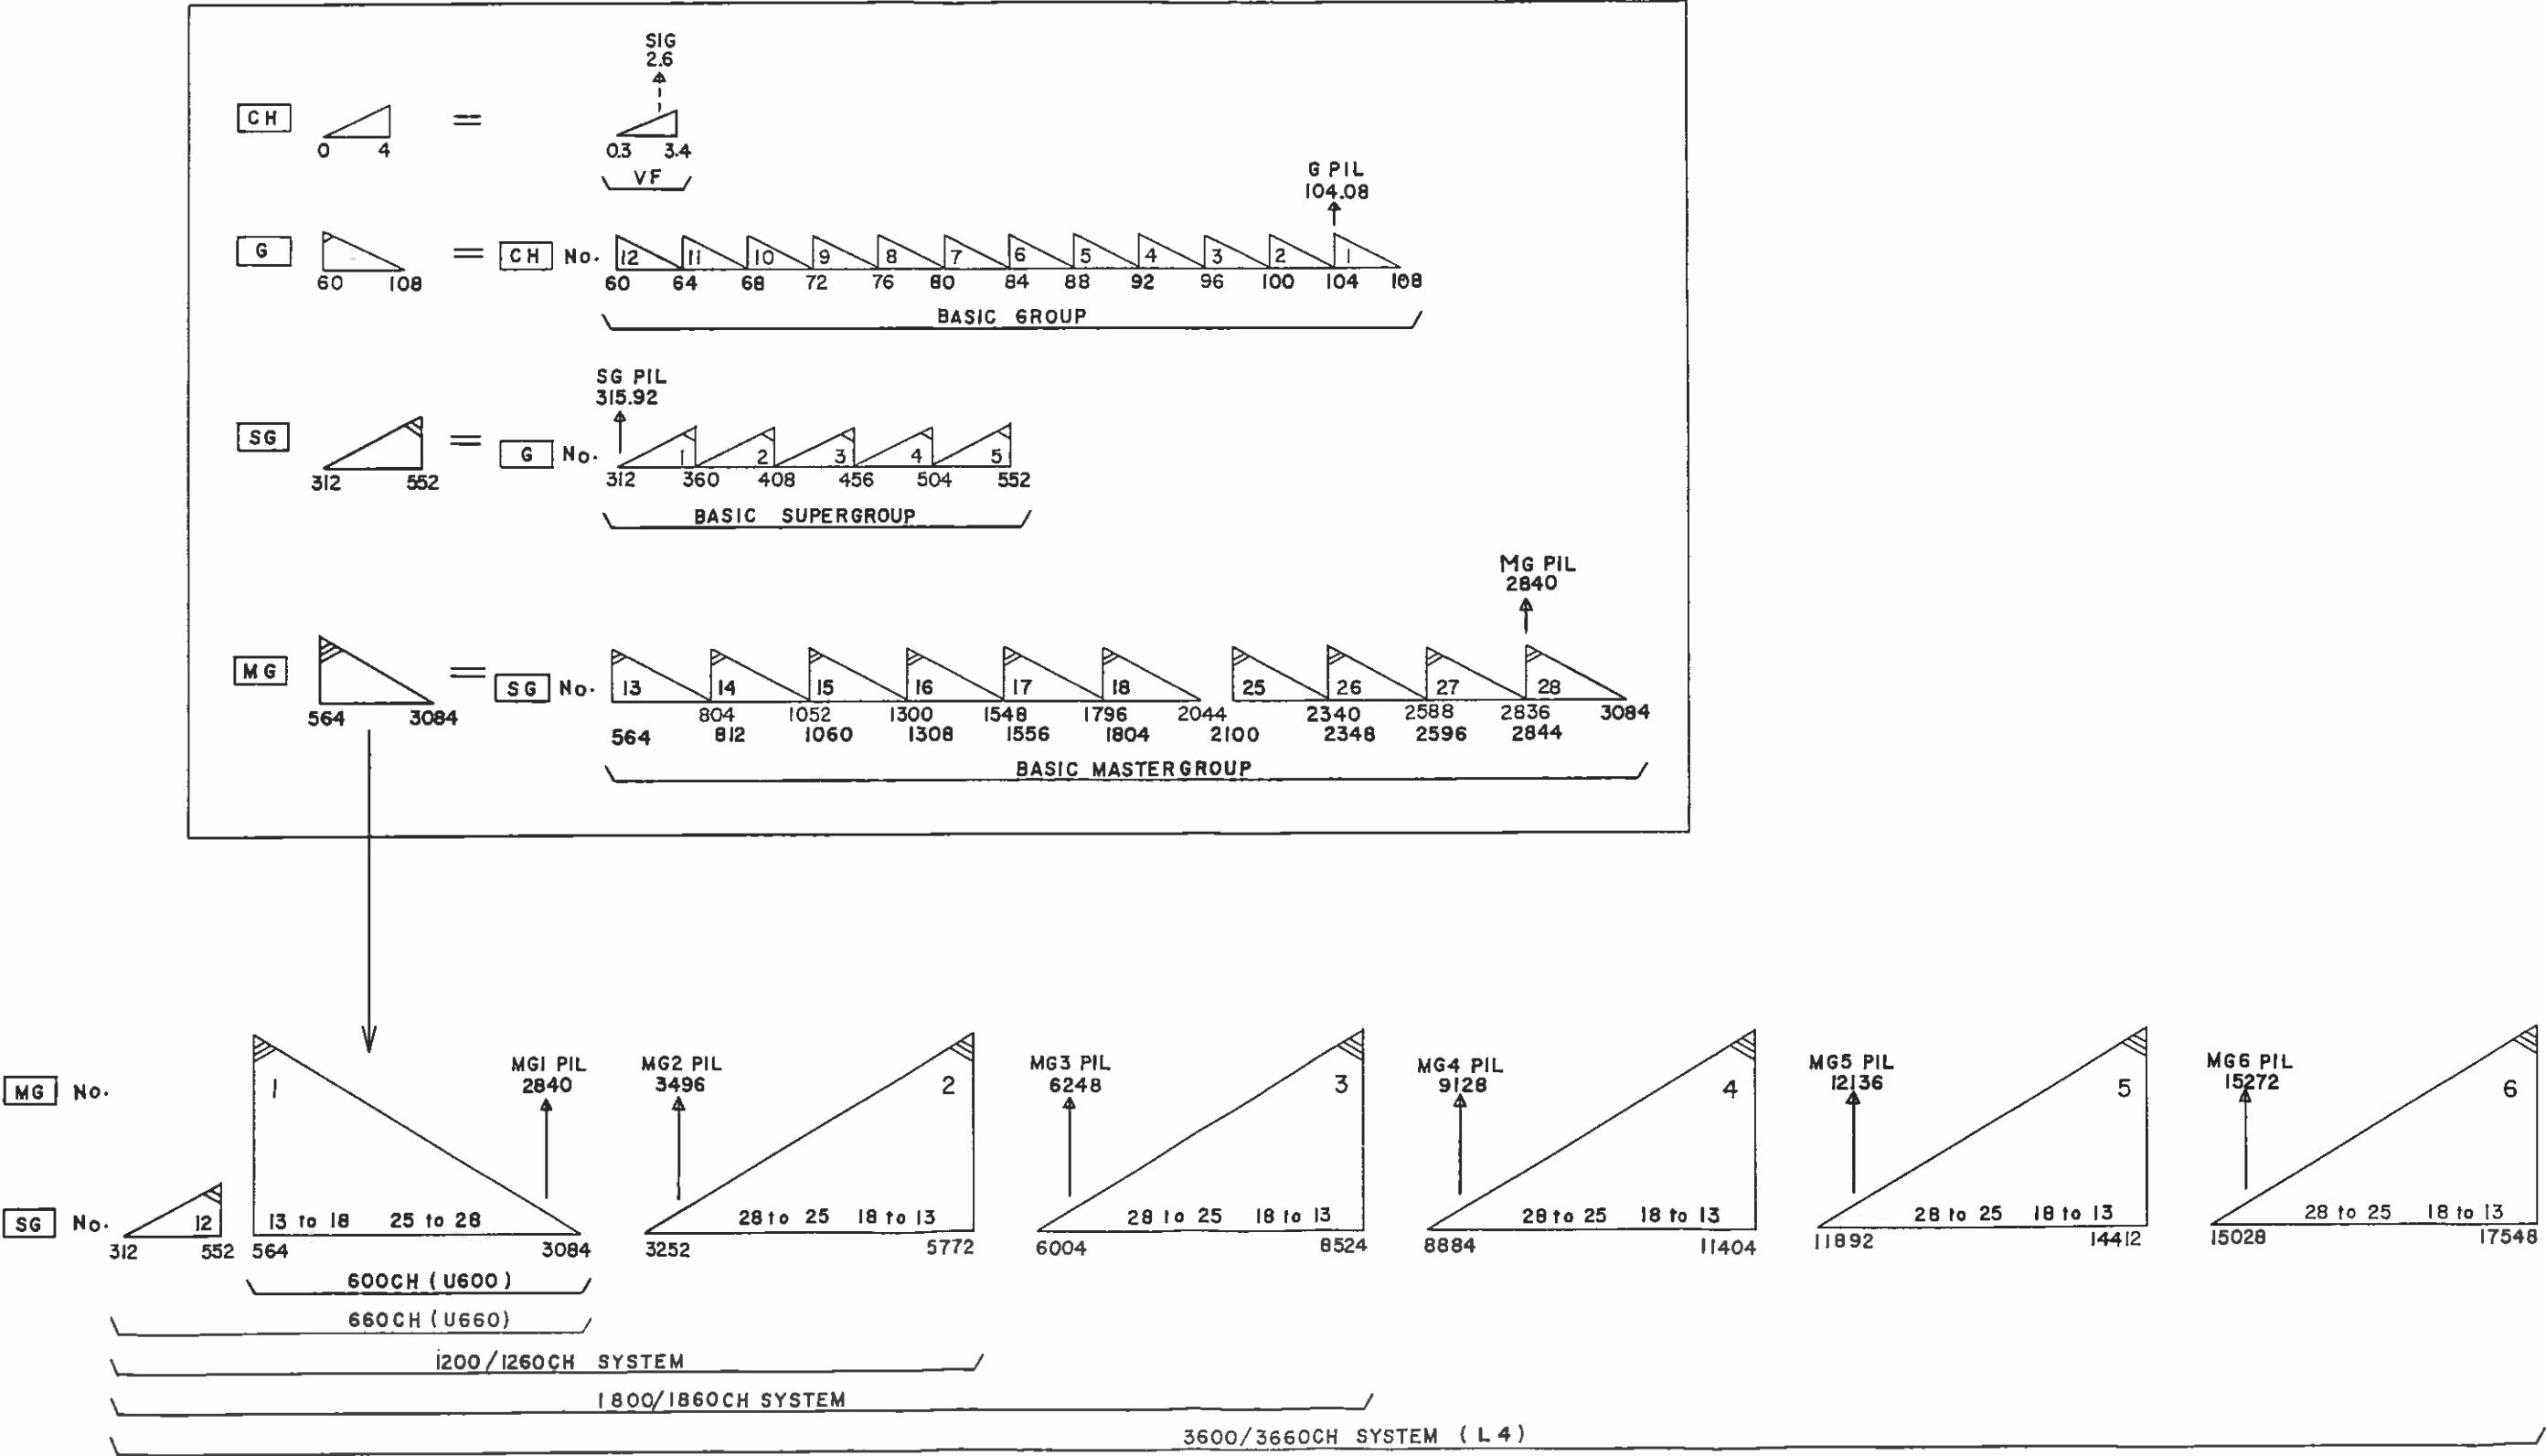 SIG
2.6
CH
=
0 4
0.3 3.4
VF
G PIL
104.08
G = CH No. 12 11 10 9 8 7 6 5 4 3 2 1
60 108
60 64 68 72 76 80 84 88 92 96 100 104 108
BASIC GROUP
SG PIL
315.92
SG = G No. 1 2 3 4 5
312 552
312 360 408 456 504 552
BASIC SUPERGROUP
MG PIL
2840
MG = SG No. 13 14 15 16 17 18 25 26 27 28
564 3084
804 1052 1300 1548 1796 2044 2340 2588 2836 3084
564 812 1060 1308 1556 1804 2100 2348 2596 2844
BASIC MASTERGROUP
MG1 PIL MG2 PIL MG3 PIL MG4 PIL MG5 PIL MG6 PIL
2840 3496 6248 9128 12136 15272
MG No. 1 2 3 4 5 6
SG No. 12 13 to 18 25 to 28 28 to 25 18 to 13 28 to 25 18 to 13 28 to 25 18 to 13 28 to 25 18 to 13 28 to 25 18 to 13
312 552 564 3084 3252 5772 6004 8524 8884 11404 11892 14412 15028 17548
600CH (U600)
660CH (U660)
1200/1260CH SYSTEM
1800/1860CH SYSTEM
3600/3660CH SYSTEM (L4)